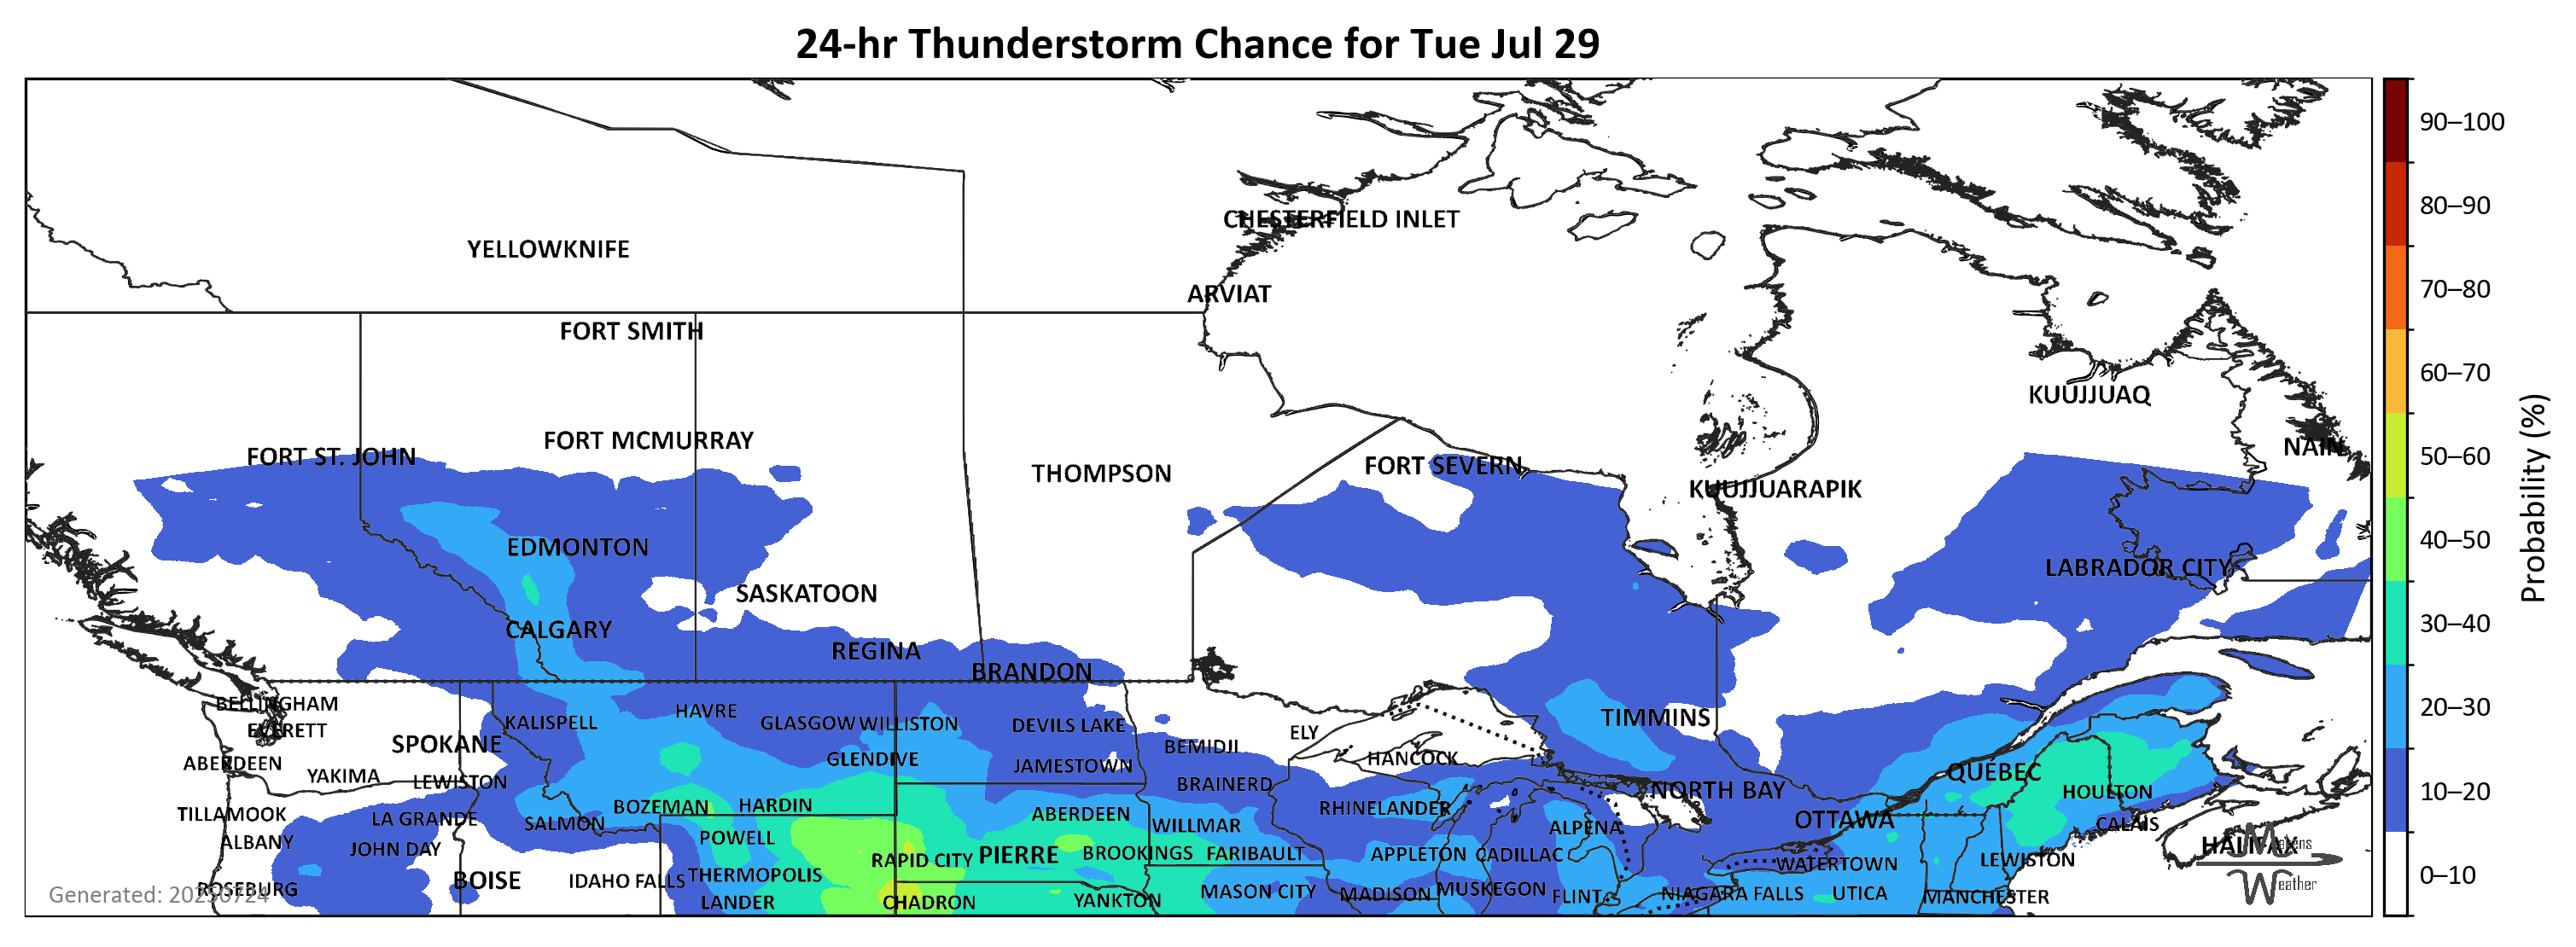 24-hr Thunderstorm Chance for Tue Jul 29
90–100
80–90
70–80
60–70
50–60
40–50
30–40
20–30
10–20
0–10
Probability (%)
CHESTERFIELD INLET
YELLOWKNIFE
ARVIAT
FORT SMITH
KUUJJUAQ
FORT MCMURRAY
NAIN
FORT ST. JOHN
FORT SEVERN
THOMPSON
KUUJJUARAPIK
EDMONTON
LABRADOR CITY
SASKATOON
CALGARY
REGINA
BRANDON
BELLINGHAM
HAVRE
TIMMINS
KALISPELL
GLASGOW WILLISTON
DEVILS LAKE
EVERETT
ELY
SPOKANE
BEMIDJI
HANCOCK
GLENDIVE
ABERDEEN
JAMESTOWN
QUÉBEC
YAKIMA
LEWISTON
BRAINERD
NORTH BAY
HOULTON
BOZEMAN
HARDIN
RHINELANDER
TILLAMOOK
LA GRANDE
SALMON
ABERDEEN
WILLMAR
ALPENA
OTTAWA
CALAIS
ALBANY
JOHN DAY
POWELL
HALIFAX
RAPID CITY
PIERRE
BROOKINGS
FARIBAULT
APPLETON
CADILLAC
WATERTOWN
LEWISTON
BOISE
IDAHO FALLS
THERMOPOLIS
ROSEBURG
MASON CITY
MADISON
MUSKEGON
FLINT
NIAGARA FALLS
UTICA
MANCHESTER
LANDER
CHADRON
YANKTON
Generated: 20250724
Matens
Weather